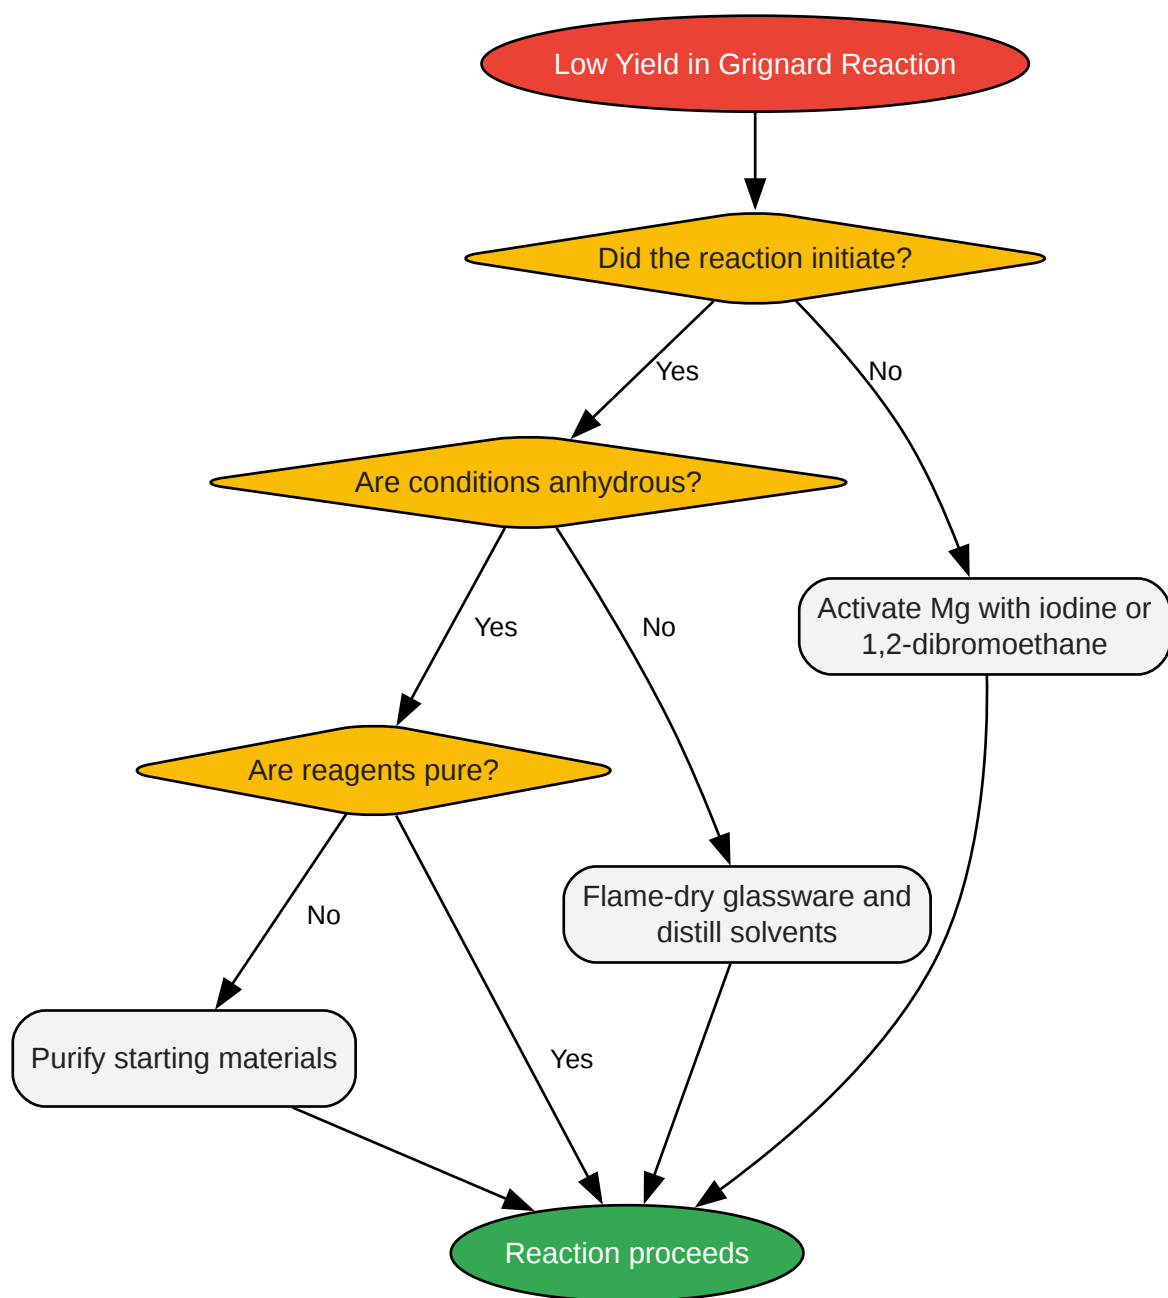 Low Yield in Grignard Reaction
Did the reaction initiate?
Yes
No
Are conditions anhydrous?
Activate Mg with iodine or
1,2-dibromoethane
Yes
No
Are reagents pure?
Flame-dry glassware and
distill solvents
No
Purify starting materials
Yes
Reaction proceeds